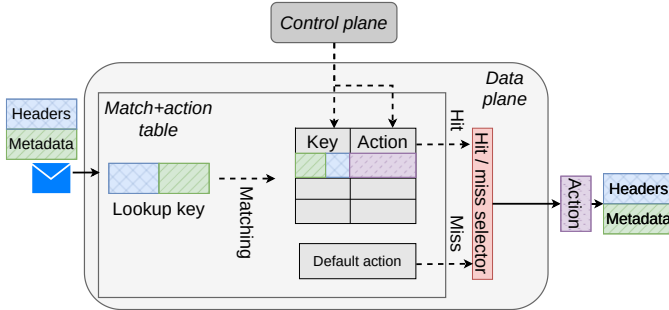 Control plane
Data
plane
Match+action
table
Headers
Metadata
Lookup key
Matching
Key
Action
Hit
Miss
Hit / miss selector
Default action
Action
Headers
Metadata